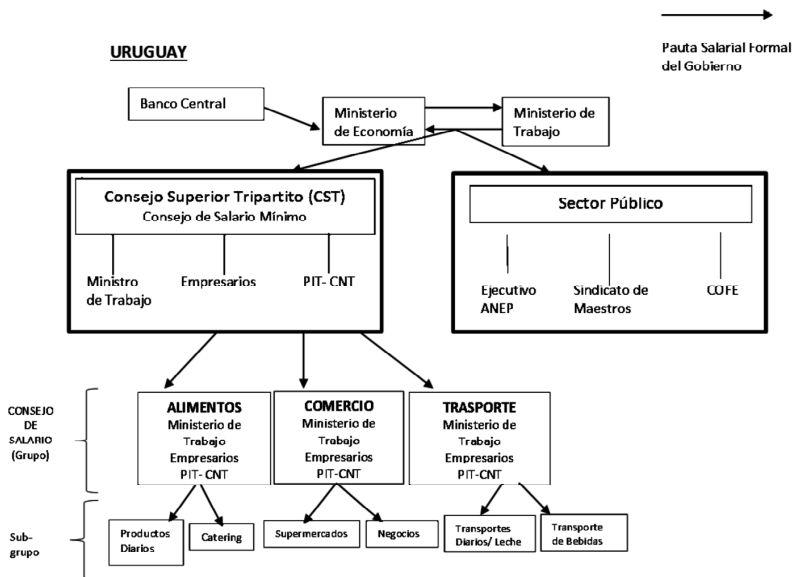 Pauta Salarial Formal
del Gobierno
URUGUAY
Banco Central
Ministerio
de Economía
Ministerio de
Trabajo
Consejo Superior Tripartito (CST)
Consejo de Salario Mínimo
Ministro
de Trabajo
Empresarios
PIT- CNT
Sector Público
Ejecutivo
ANEP
Sindicato de
Maestros
COFE
CONSEJO
DE
SALARIO
(Grupo)
ALIMENTOS
Ministerio de
Trabajo
Empresarios
PIT- CNT
COMERCIO
Ministerio de
Trabajo
Empresarios
PIT- CNT
TRASPORTE
Ministerio de
Trabajo
Empresarios
PIT-CNT
Sub-
grupo
Productos
Diarios
Catering
Supermercados
Negocios
Transportes
Diarios/ Leche
Transporte
de Bebidas